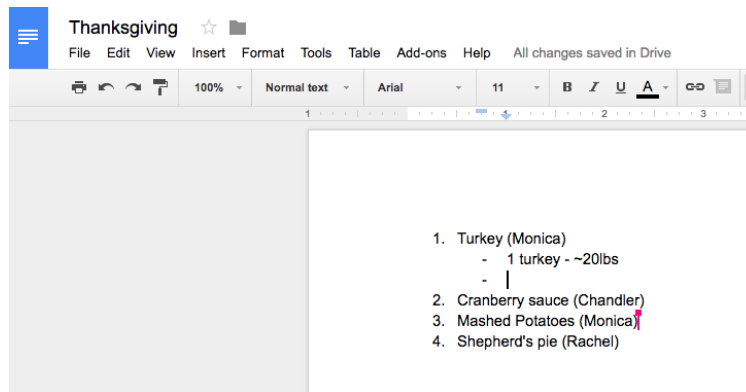 Thanksgiving
File Edit View Insert Format Tools Table Add-ons Help All changes saved in Drive
100% Normal text Arial 11 B I U A
1 1 2 3
1. Turkey (Monica)
- 1 turkey - ~20lbs
-
2. Cranberry sauce (Chandler)
3. Mashed Potatoes (Monica)
4. Shepherd's pie (Rachel)